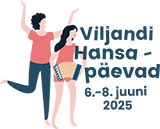 Viljandi
Hansa -
päevad
6.-8. juuni
2025